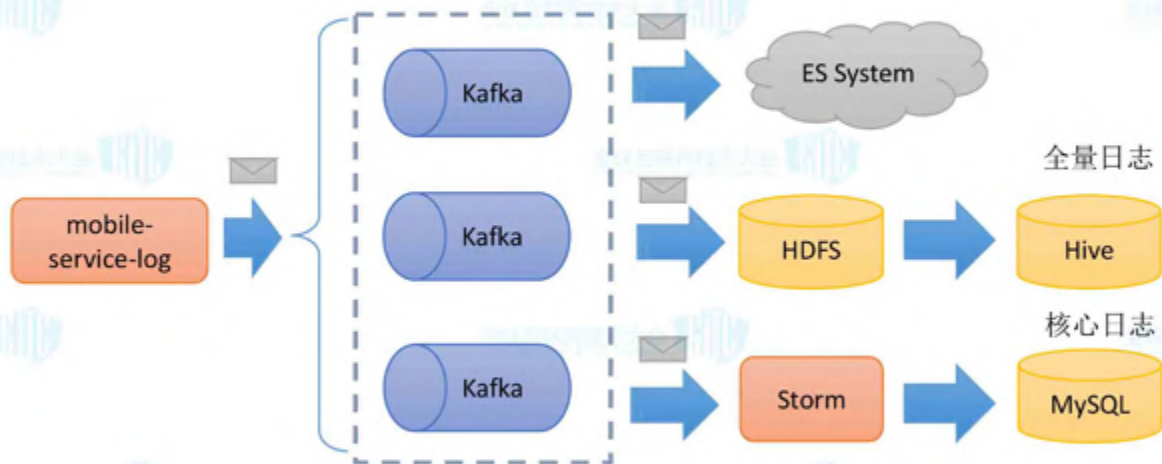 Kafka
ES System
全量日志
mobile-
service-log
Kafka
HDFS
Hive
核心日志
Kafka
Storm
MySQL